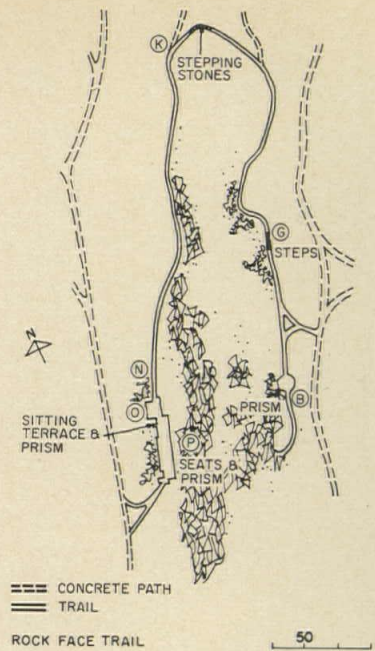 K
STEPPING
STONES
G
STEPS
N
N
O
PRISM
B
SITTING
TERRACE &
PRISM
P
SEATS &
PRISM
CONCRETE PATH
TRAIL
ROCK FACE TRAIL
50